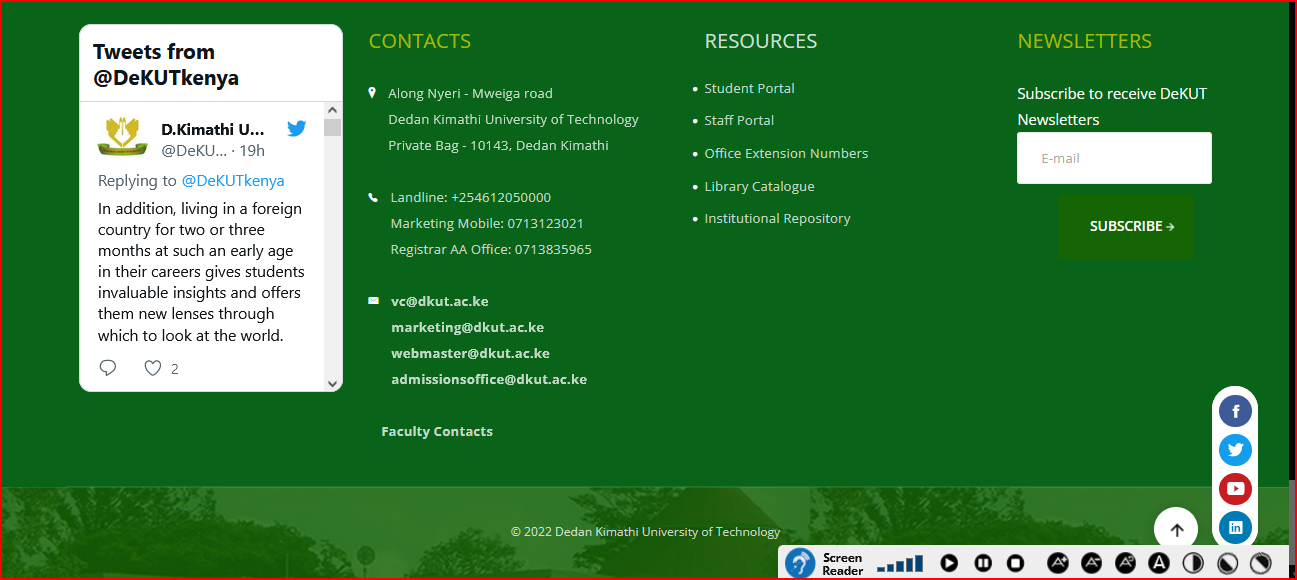 Tweets from
@DeKUTkenya
D.Kimathi U...
@DeKU... · 19h
Replying to @DeKUTkenya
In addition, living in a foreign
country for two or three
months at such an early age
in their careers gives students
invaluable insights and offers
them new lenses through
which to look at the world.
2
CONTACTS
Along Nyeri - Mweiga road
Dedan Kimathi University of Technology
Private Bag - 10143, Dedan Kimathi
Landline: +254612050000
Marketing Mobile: 0713123021
Registrar AA Office: 0713835965
vc@dkut.ac.ke
marketing@dkut.ac.ke
webmaster@dkut.ac.ke
admissionsoffice@dkut.ac.ke
Faculty Contacts
RESOURCES
Student Portal
Staff Portal
Office Extension Numbers
Library Catalogue
Institutional Repository
NEWSLETTERS
Subscribe to receive DeKUT
Newsletters
E-mail
SUBSCRIBE →
© 2022 Dedan Kimathi University of Technology
Screen
Reader